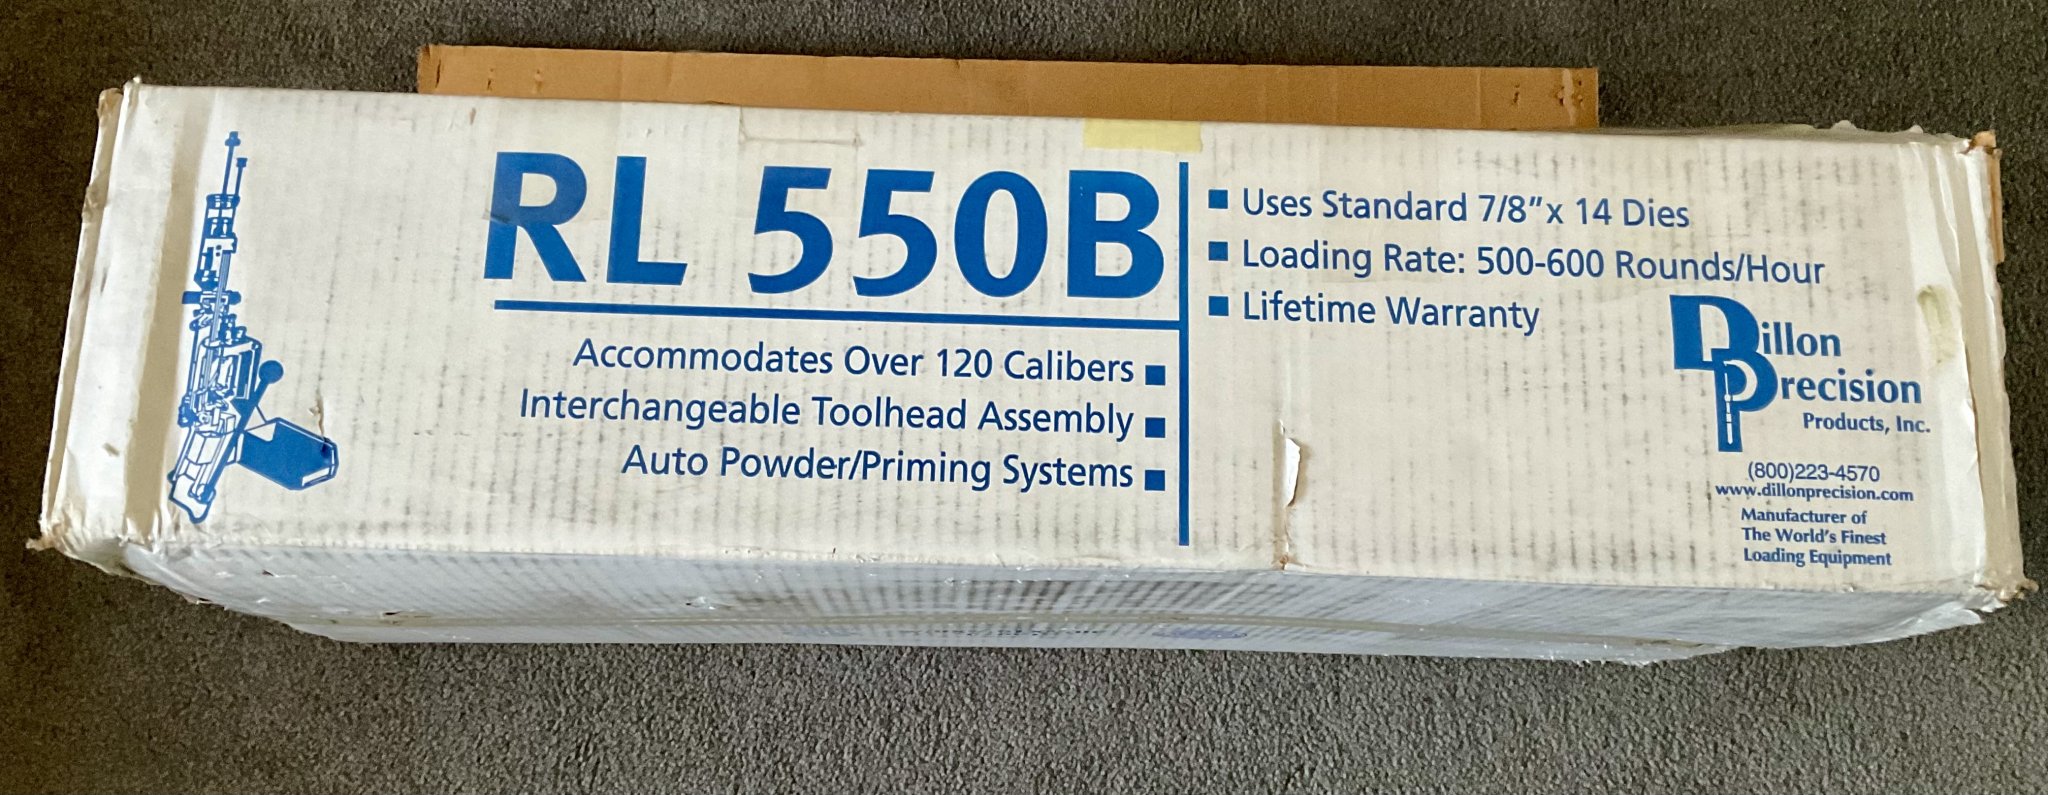 RL 550B
Accommodates Over 120 Calibers
Interchangeable Toolhead Assembly
Auto Powder/Priming Systems
Uses Standard 7/8" x 14 Dies
Loading Rate: 500-600 Rounds/Hour
Lifetime Warranty
Dillon
Precision
Products, Inc.
(800)223-4570
www.dillonprecision.com
Manufacturer of
The World's Finest
Loading Equipment